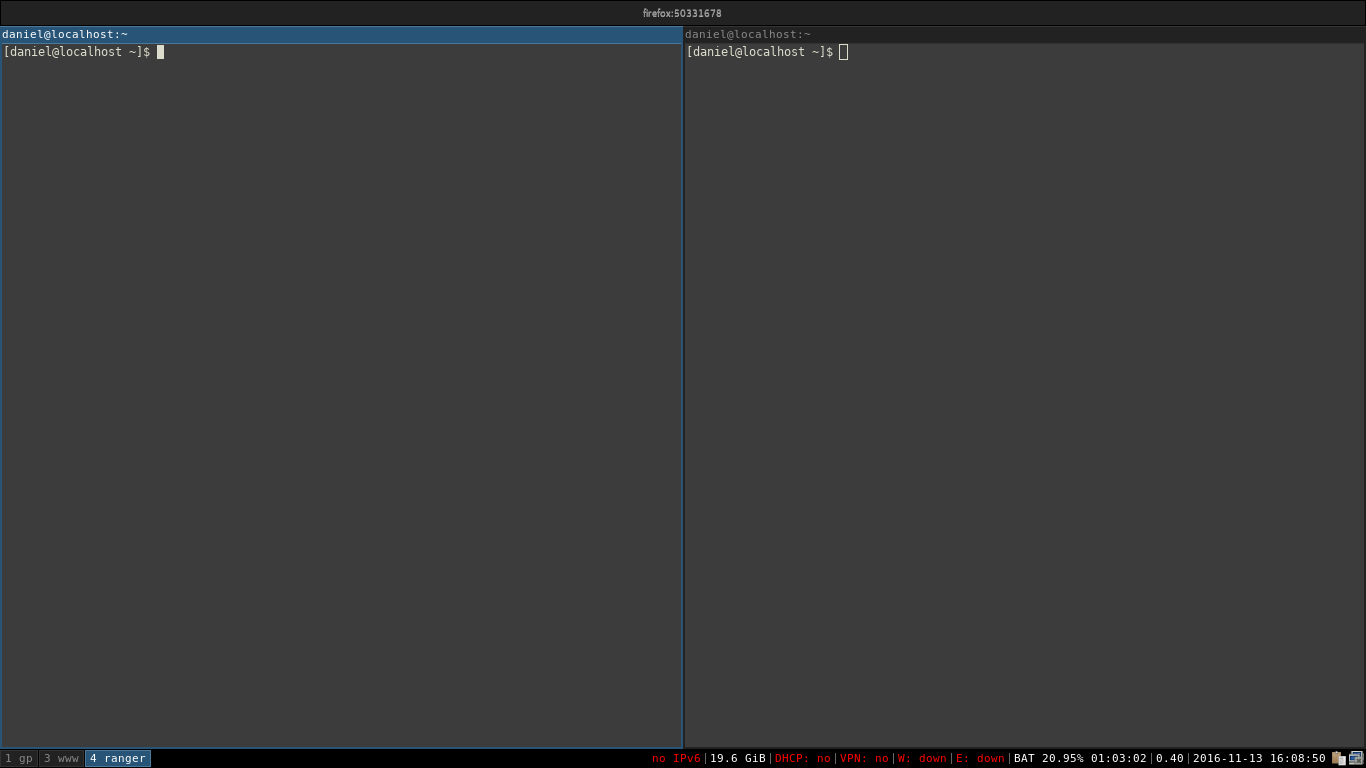 firefox:50331678
daniel@localhost:~
[daniel@localhost ~]$
daniel@localhost:~
[daniel@localhost ~]$
1 gp 3 www 4 ranger no IPv6|19.6 GiB|DHCP: no|VPN: no|W: down|E: down|BAT 20.95% 01:03:02|0.40|2016-11-13 16:08:50